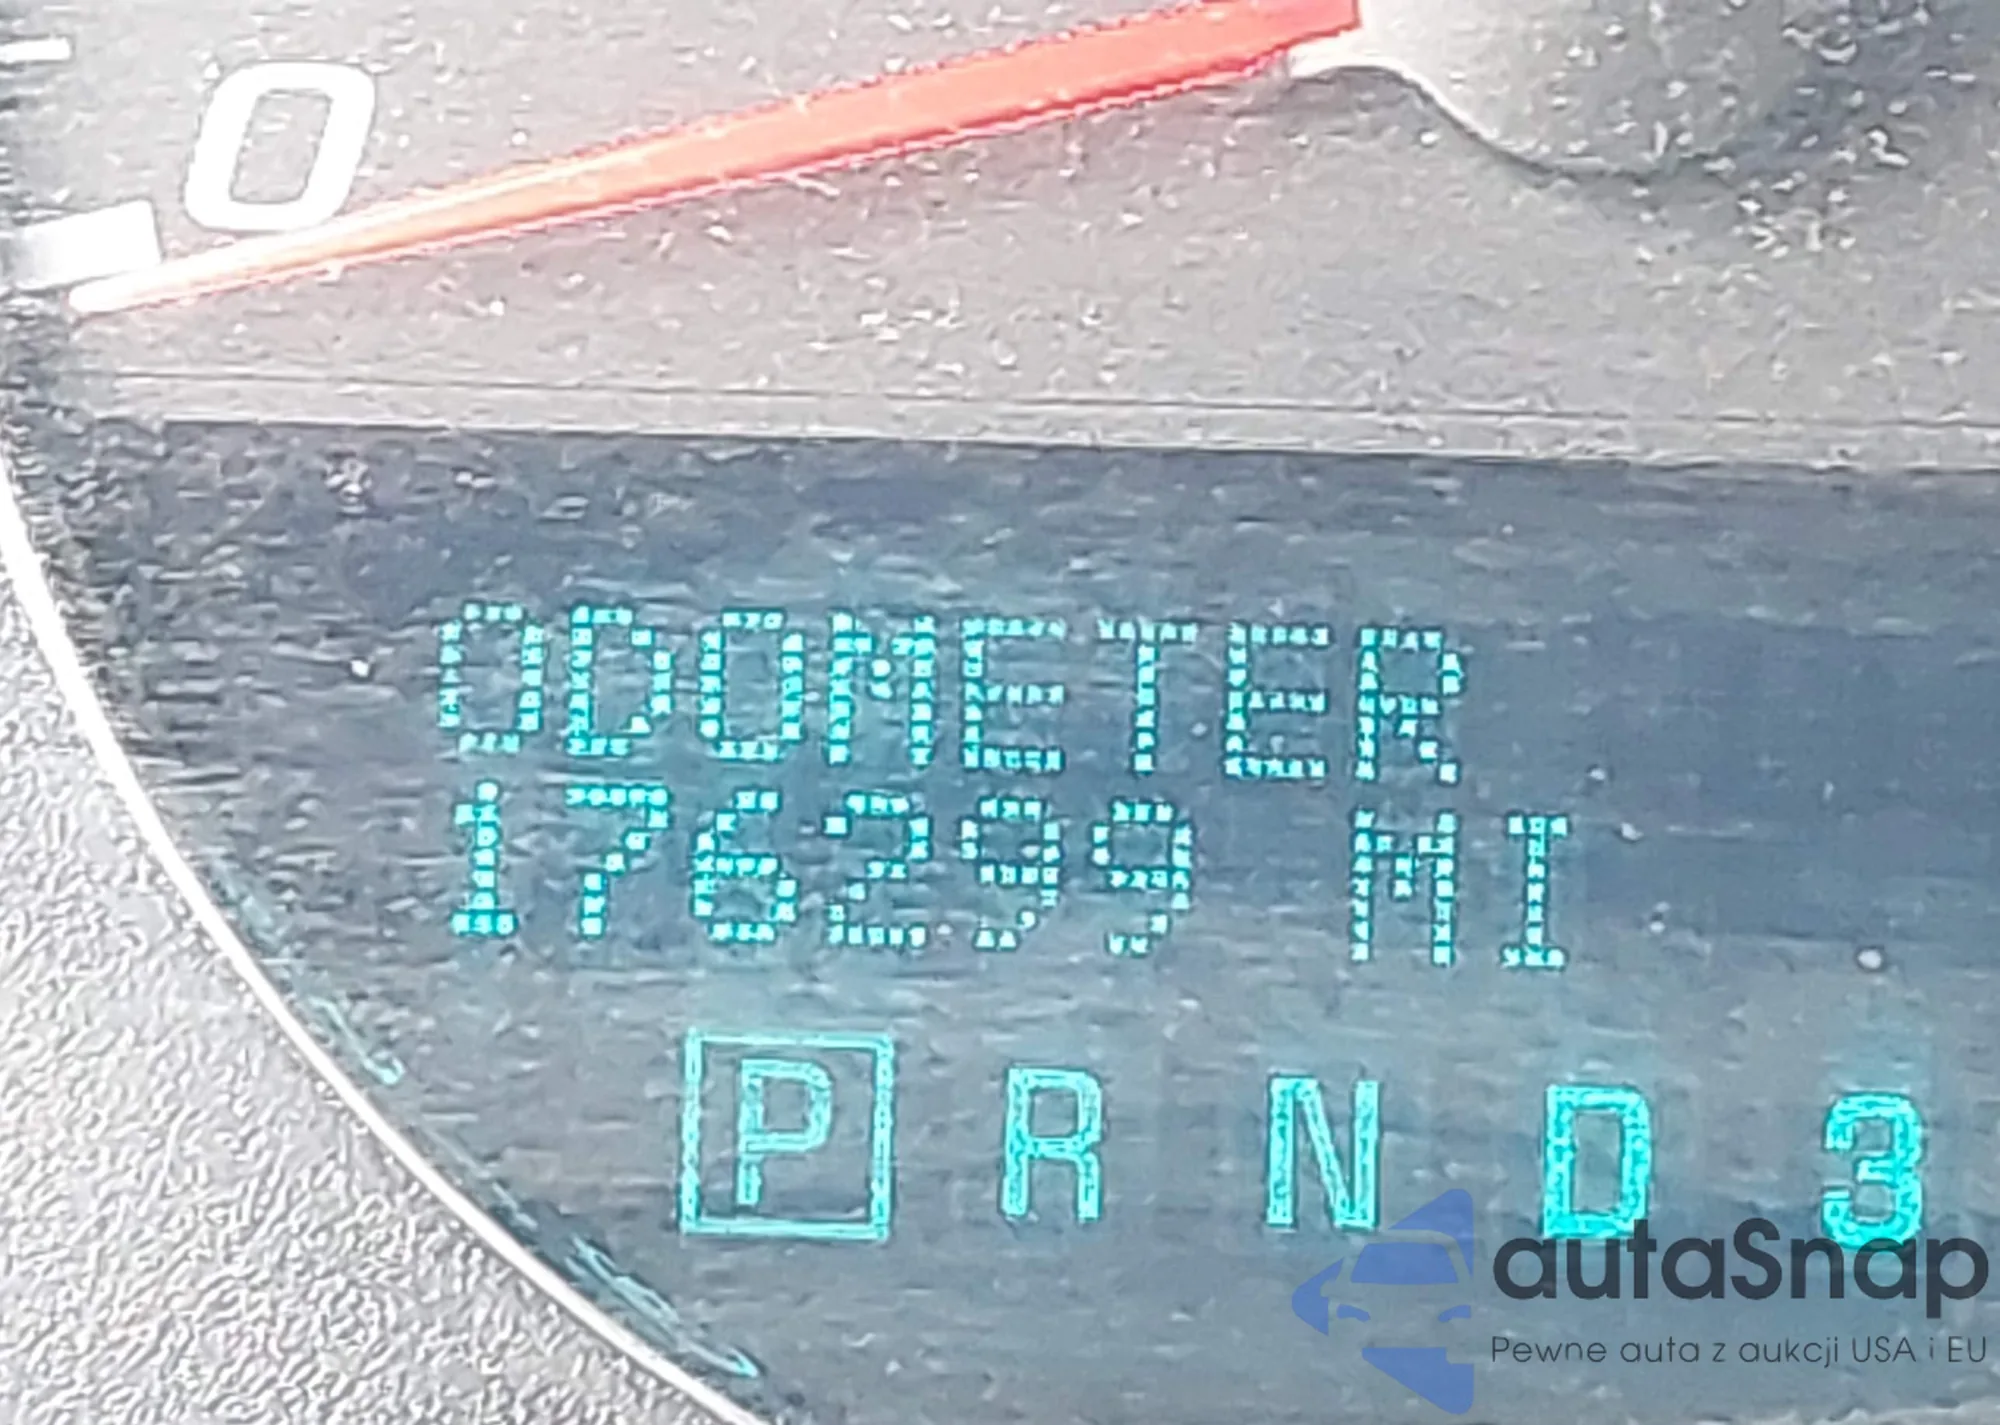 0
ODOMETER
176299 MI
P R N D 3
autaSnap
Pewne auta z aukcji USA i EU